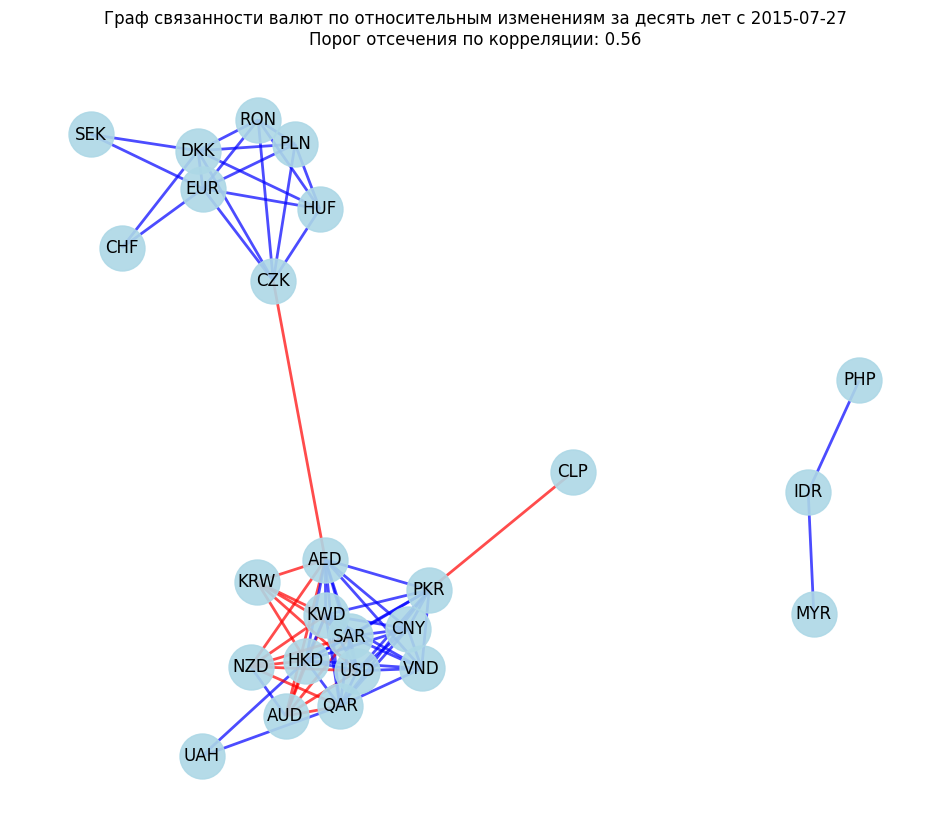 Граф связанности валют по относительным изменениям за десять лет с 2015-07-27
Порог отсечения по корреляции: 0.56
RON
SEK
PLN
DKK
EUR
HUF
CHF
CZK
PHP
CLP
IDR
AED
KRW
PKR
KWD
MYR
CNY
SAR
HKD
NZD
USD
VND
QAR
AUD
UAH